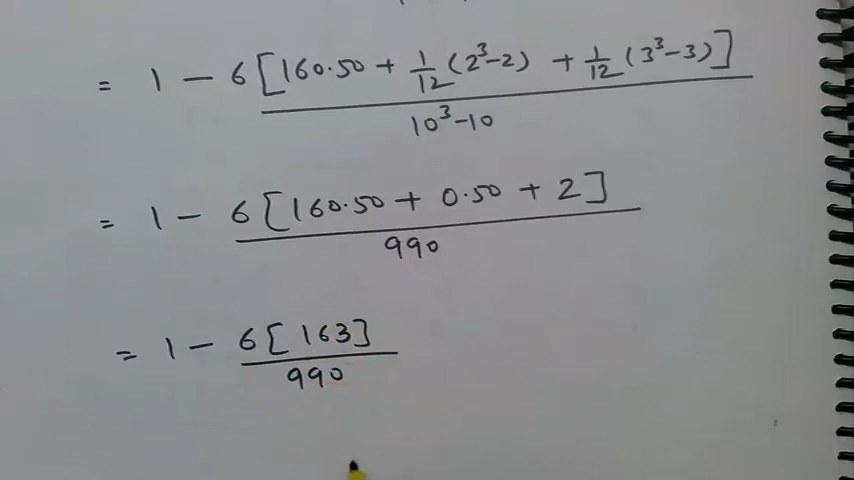 = 1 - 6[160.50 + 1/12 (2³-2) + 1/12 (3³-3)]
10³-10
= 1 - 6[160.50 + 0.50 + 2]
990
= 1 - 6[163]
990